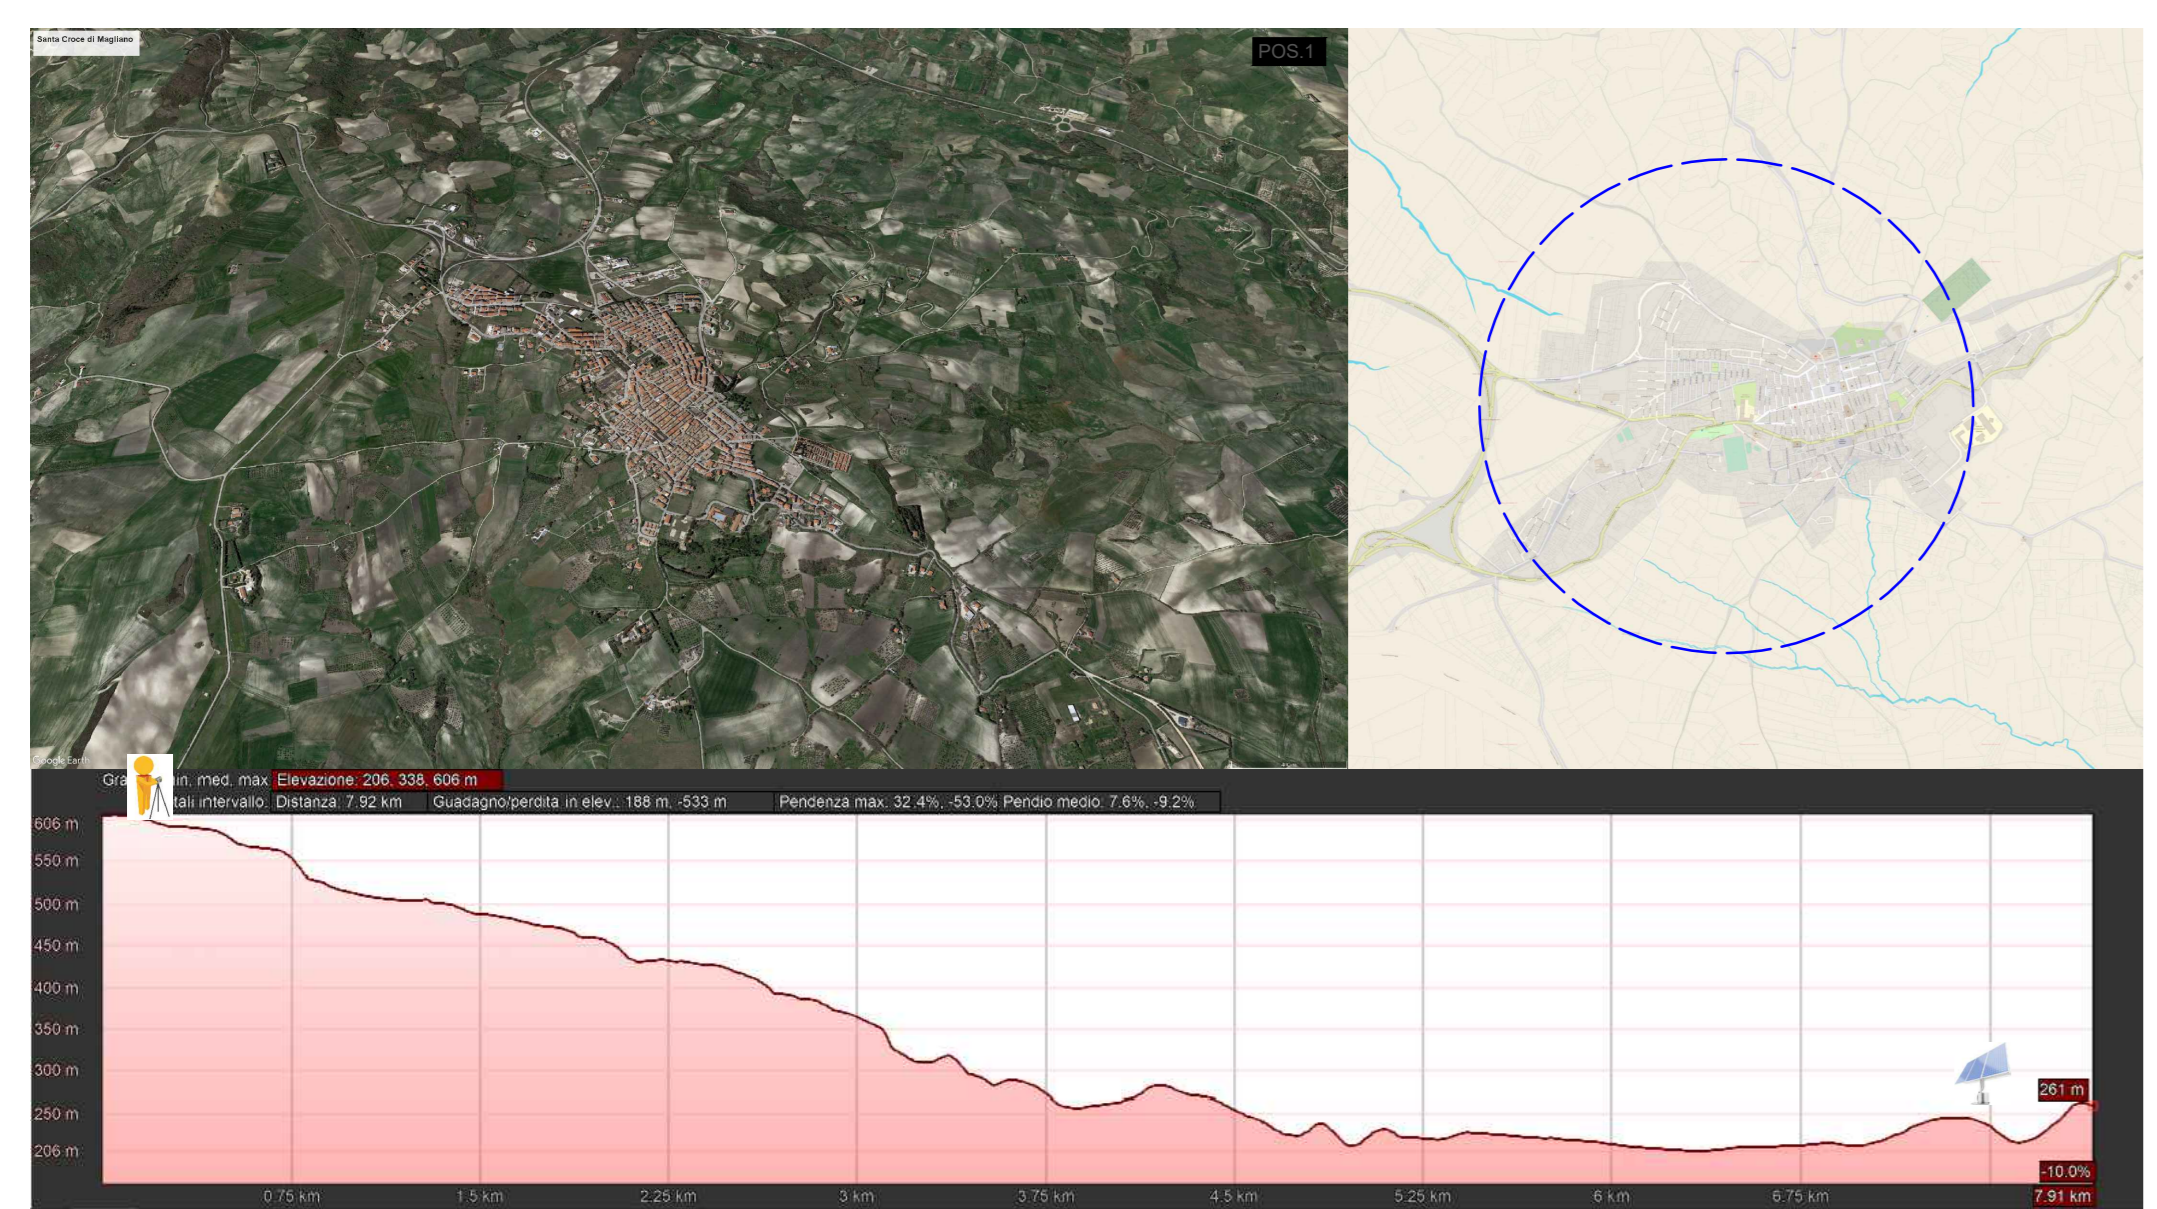 Santa Croce di Magliano
POS.1
Google Earth
Gra in, med, max Elevazione: 206, 338, 606 m
tali intervallo: Distanza: 7.92 km Guadagno/perdita in elev.: 188 m, -533 m Pendenza max: 32.4%, -53.0% Pendio medio: 7.6%, -9.2%
606 m
550 m
500 m
450 m
400 m
350 m
300 m
250 m
206 m
261 m
-10.0%
0.75 km 1.5 km 2.25 km 3 km 3.75 km 4.5 km 5.25 km 6 km 6.75 km 7.91 km